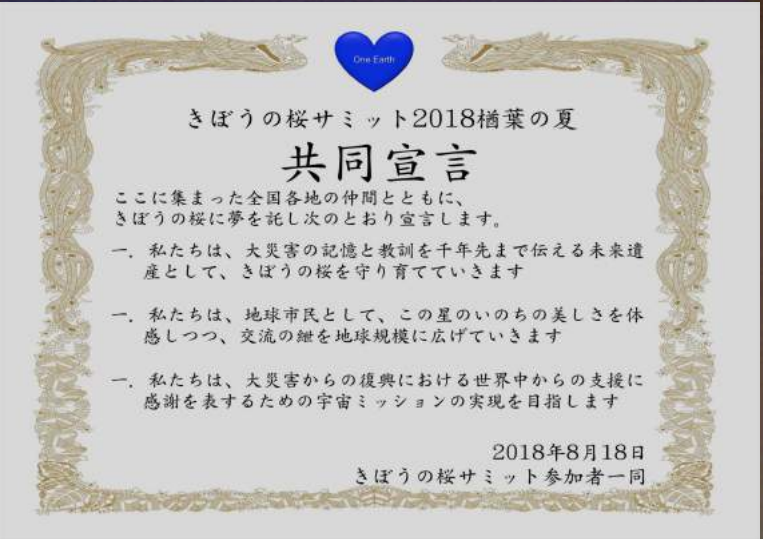 One Earth
きぼうの桜サミット2018楢葉の夏
共同宣言
ここに集まった全国各地の仲間とともに、
きぼうの桜に夢を託し次のとおり宣言します。
一．私たちは、大災害の記憶と教訓を千年先まで伝える未来遺
産として、きぼうの桜を守り育てていきます
一．私たちは、地球市民として、この星のいのちの美しさを体
感しつつ、交流の絆を地球規模に広げていきます
一．私たちは、大災害からの復興における世界中からの支援に
感謝を表するための宇宙ミッションの実現を目指します
2018年8月18日
きぼうの桜サミット参加者一同